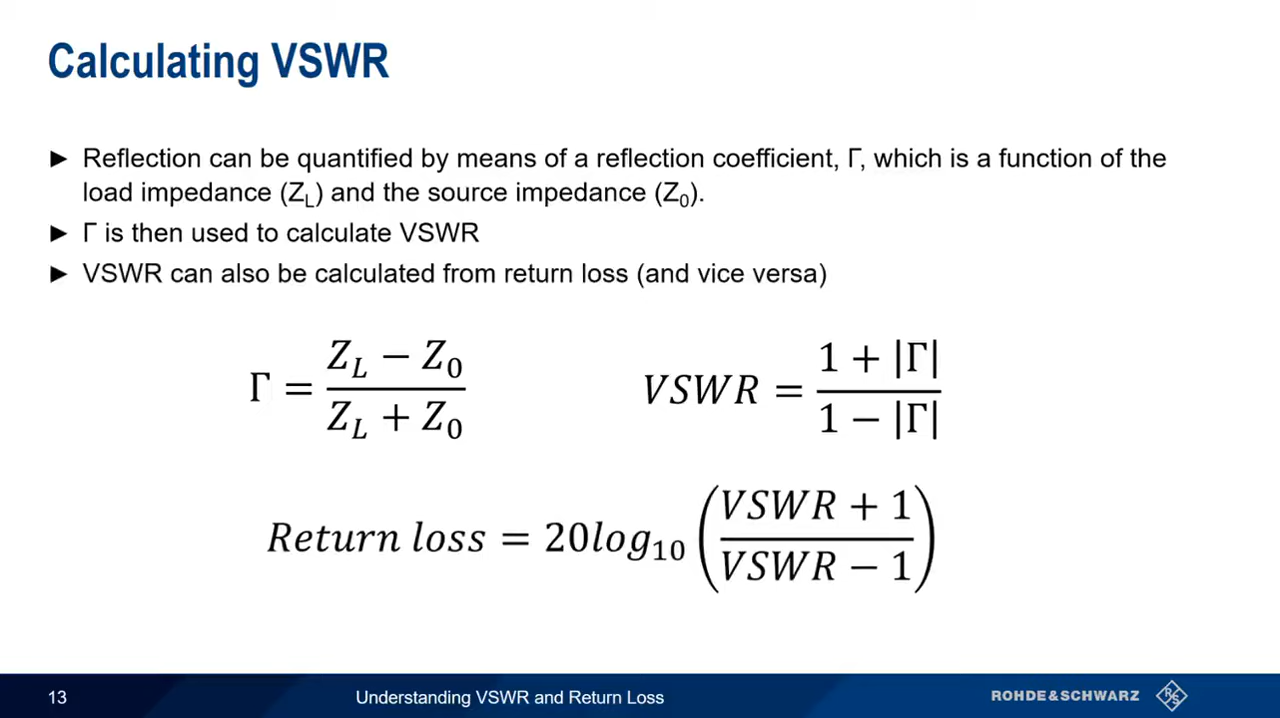 Calculating VSWR
► Reflection can be quantified by means of a reflection coefficient, Γ, which is a function of the
load impedance (Z_L) and the source impedance (Z_0).
► Γ is then used to calculate VSWR
► VSWR can also be calculated from return loss (and vice versa)
Γ = (Z_L − Z_0) / (Z_L + Z_0)
VSWR = (1 + |Γ|) / (1 − |Γ|)
Return loss = 20log_10 ((VSWR + 1) / (VSWR − 1))
13
Understanding VSWR and Return Loss
ROHDE&SCHWARZ
R&S